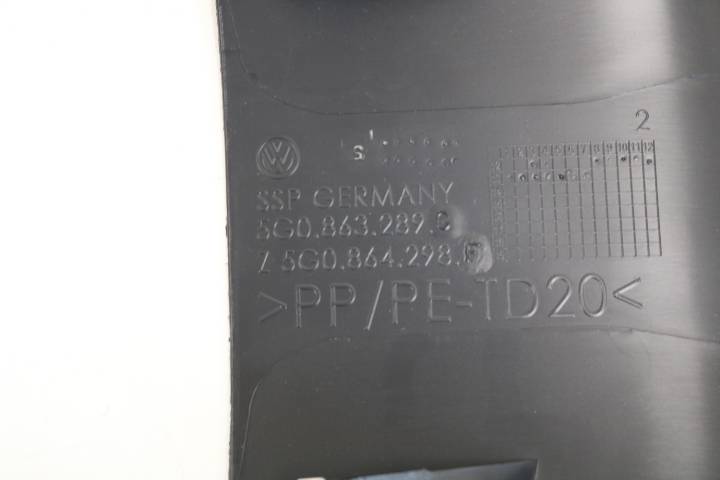 2
SSP GERMANY
5G0.863.289.C
Z 5G0.864.298.
>PP/PE-TD20<